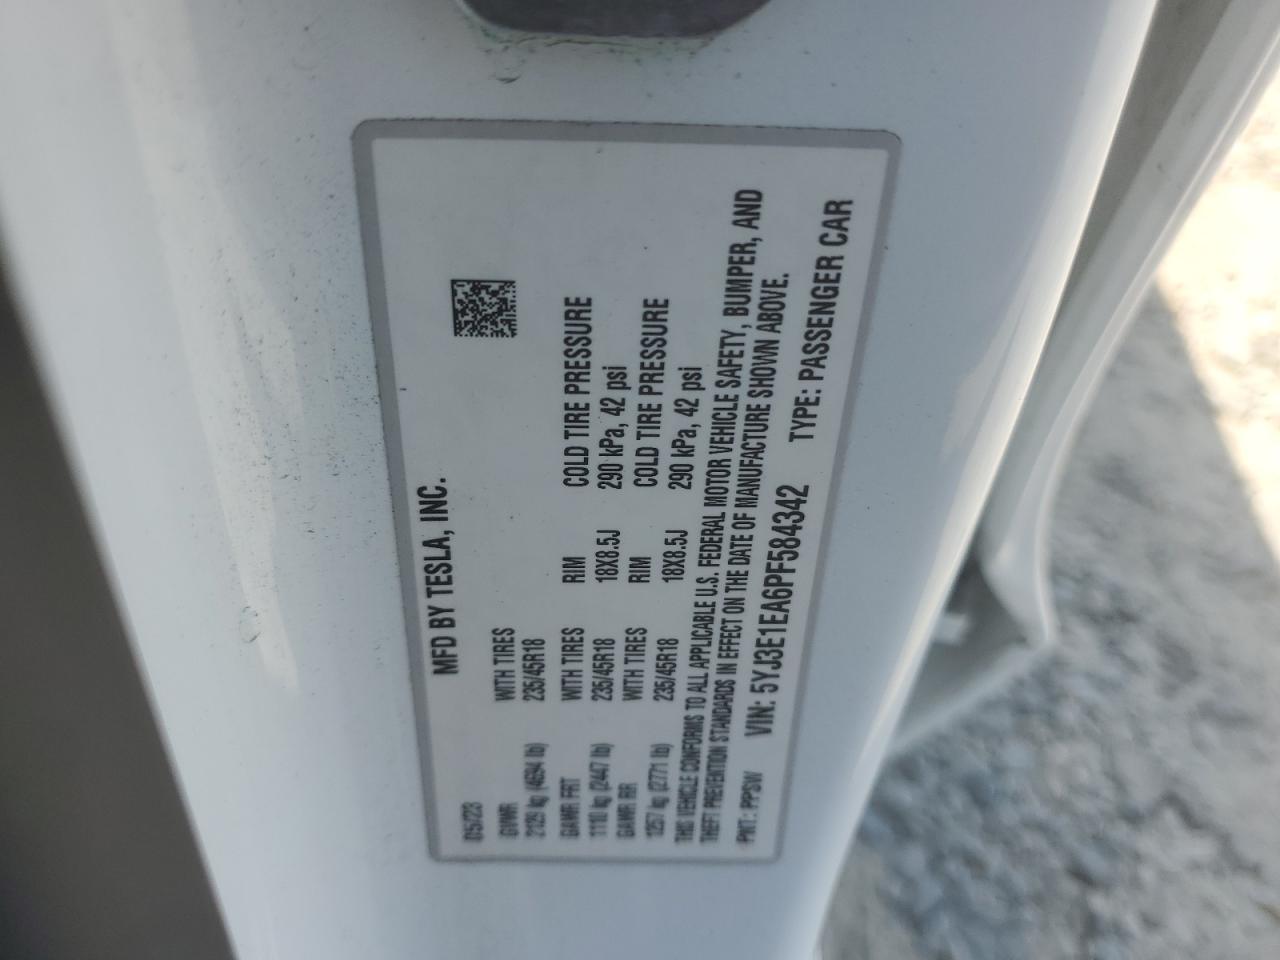 MFD BY TESLA, INC.
05/23
GVWR WITH TIRES
2129 kg (4694 lb) 235/45R18
GAWR FRT WITH TIRES RIM COLD TIRE PRESSURE
1110 kg (2447 lb) 235/45R18 18X8.5J 290 kPa, 42 psi
GAWR RR WITH TIRES RIM COLD TIRE PRESSURE
1257 kg (2771 lb) 235/45R18 18X8.5J 290 kPa, 42 psi
THIS VEHICLE CONFORMS TO ALL APPLICABLE U.S. FEDERAL MOTOR VEHICLE SAFETY, BUMPER, AND
THEFT PREVENTION STANDARDS IN EFFECT ON THE DATE OF MANUFACTURE SHOWN ABOVE.
PNT: PPSW VIN: 5YJ3E1EA6PF584342 TYPE: PASSENGER CAR